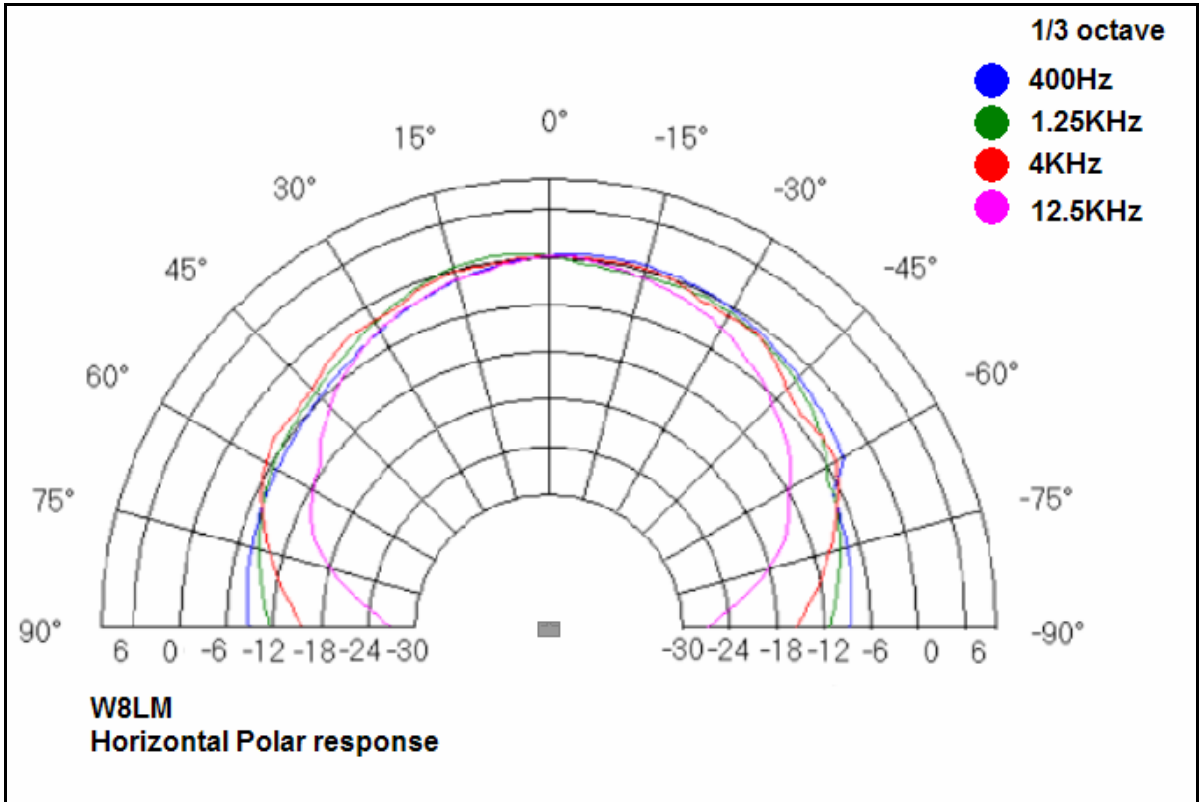 1/3 octave
400Hz
1.25KHz
4KHz
12.5KHz
0°
15° -15°
30° -30°
45° -45°
60° -60°
75° -75°
90° -90°
6 0 -6 -12 -18 -24 -30 -30 -24 -18 -12 -6 0 6
W8LM
Horizontal Polar response